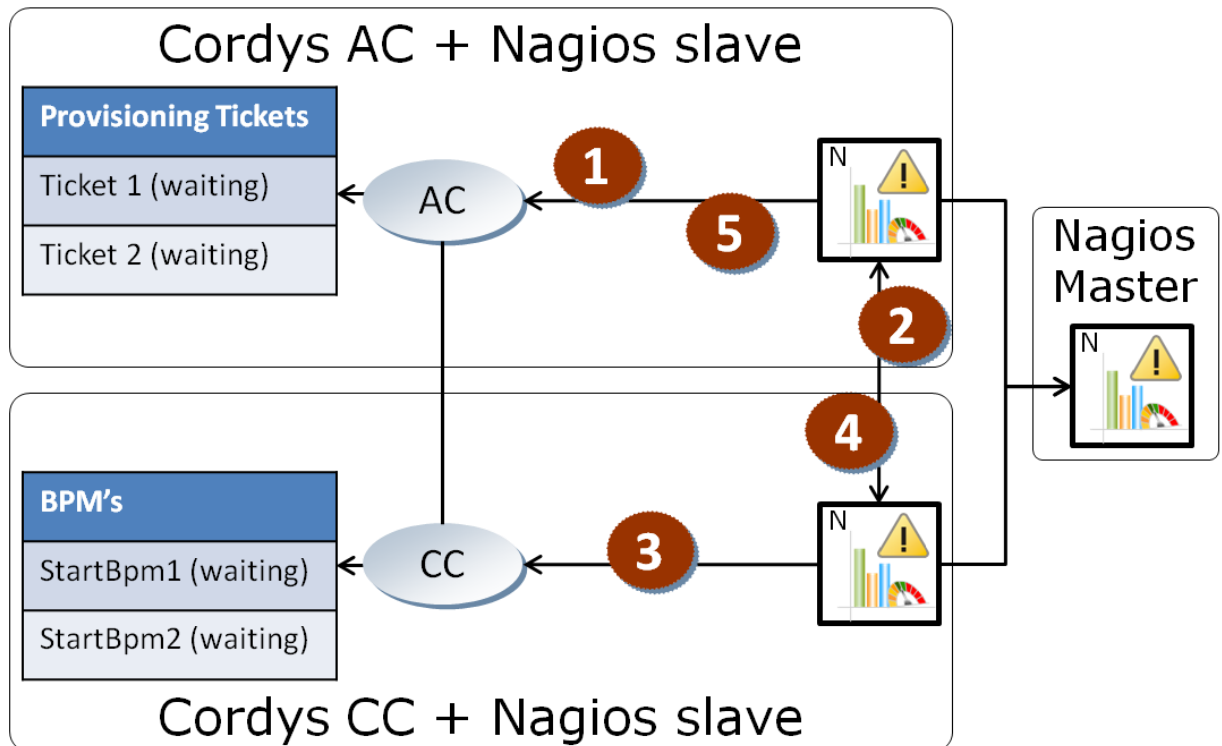 Cordys AC + Nagios slave
Provisioning Tickets
Ticket 1 (waiting)
Ticket 2 (waiting)
AC
1
5
N
2
Nagios
Master
N
4
BPM's
StartBpm1 (waiting)
StartBpm2 (waiting)
CC
3
N
Cordys CC + Nagios slave